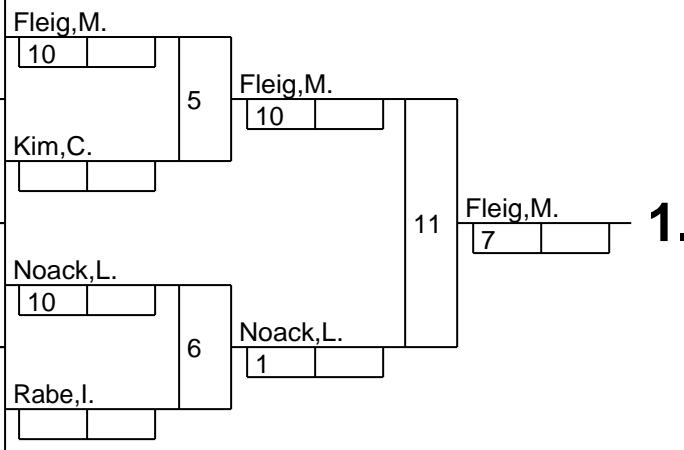 Fleig,M.
10
5
Kim,C.
Noack,L.
10
6
Rabe,I.
Fleig,M.
10
11
Noack,L.
1
Fleig,M.
7
1.